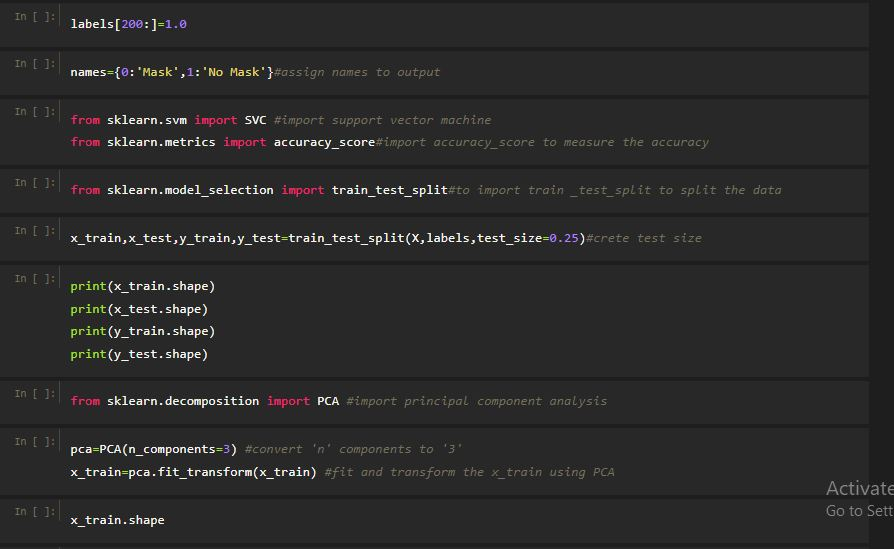 In [ ]:
labels[200:]=1.0
In [ ]:
names={0:'Mask',1:'No Mask'}#assign names to output
In [ ]:
from sklearn.svm import SVC #import support vector machine
from sklearn.metrics import accuracy_score#import accuracy_score to measure the accuracy
In [ ]:
from sklearn.model_selection import train_test_split#to import train _test_split to split the data
In [ ]:
x_train,x_test,y_train,y_test=train_test_split(X,labels,test_size=0.25)#crete test size
In [ ]:
print(x_train.shape)
print(x_test.shape)
print(y_train.shape)
print(y_test.shape)
In [ ]:
from sklearn.decomposition import PCA #import principal component analysis
In [ ]:
pca=PCA(n_components=3) #convert 'n' components to '3'
x_train=pca.fit_transform(x_train) #fit and transform the x_train using PCA
In [ ]:
x_train.shape
Activate
Go to Sett